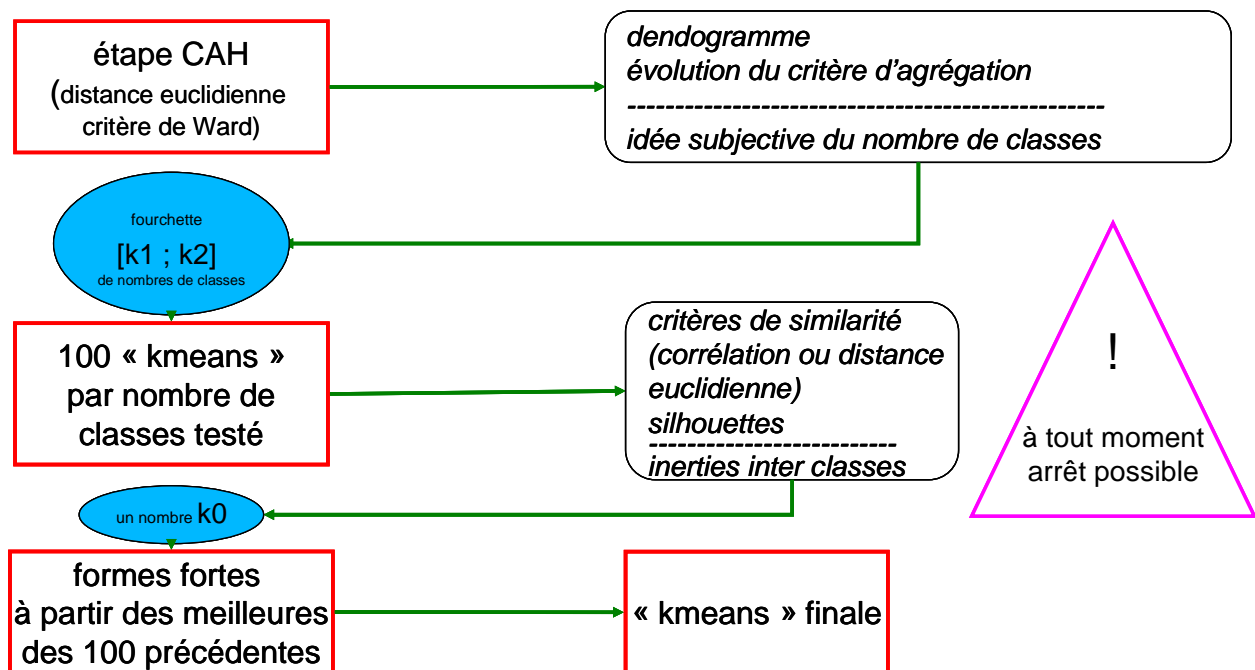 étape CAH
(distance euclidienne
critère de Ward)
dendogramme
évolution du critère d'agrégation
--------------------------------------------------
idée subjective du nombre de classes
fourchette
[k1 ; k2]
de nombres de classes
100 « kmeans »
par nombre de
classes testé
critères de similarité
(corrélation ou distance
euclidienne)
silhouettes
--------------------------
inerties inter classes
!
à tout moment
arrêt possible
un nombre k0
formes fortes
à partir des meilleures
des 100 précédentes
« kmeans » finale